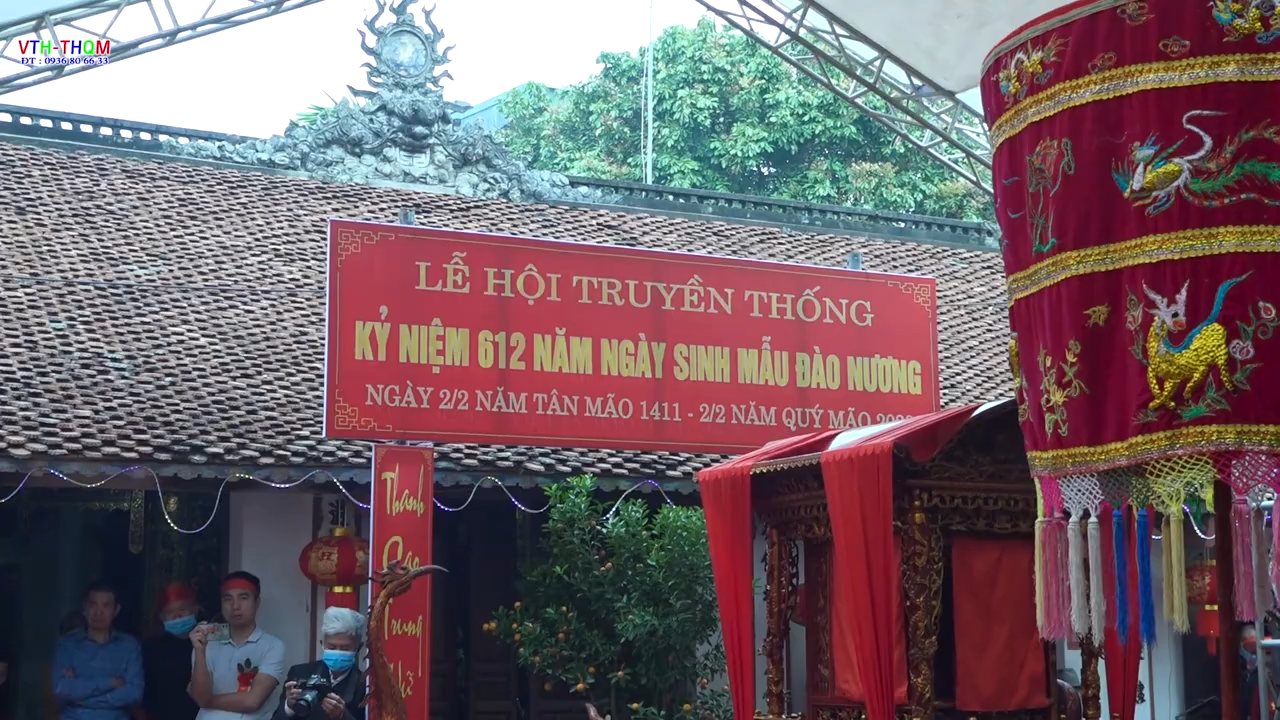 VTH-THQM
ĐT : 0936.80 66.33
LỄ HỘI TRUYỀN THỐNG
KỶ NIỆM 612 NĂM NGÀY SINH MẪU ĐÀO NƯƠNG
NGÀY 2/2 NĂM TÂN MÃO 1411 - 2/2 NĂM QUÝ MÃO
Thanh
Cao
Trung